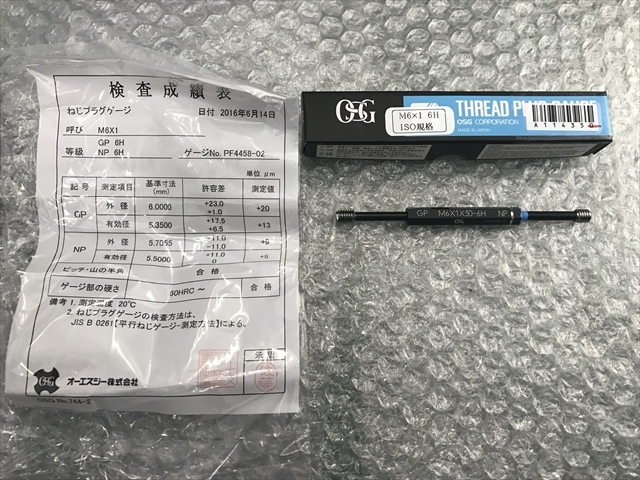 検査成績表
ねじプラグゲージ 日付 2016年6月14日
呼び M6X1
GP 6H
等級 NP 6H ゲージNo. PF4458-02
単位 μm
記号 測定項目 基準寸法(mm) 許容差 測定値
GP 外径 6.0000 +23.0 +1.0 +20
有効径 5.3500 +17.5 +6.5 +13
NP 外径 5.7055 -11.0
有効径 5.5000 +11.0 0
ピッチ・山の半角 合格
ゲージ部の硬さ 60HRC～ 合格
備考 1. 測定温度 20℃
2. ねじプラグゲージの検査方法は、
JIS B 0261【平行ねじゲージ-測定方法】による。
OSG オーエスジー株式会社
OSG.No.744-2
OSG
M6×1 6H
ISO規格
THREAD PLUG GAUGE
OSG CORPORATION
MADE IN JAPAN
GP M6X1X30-6H NP
OSG